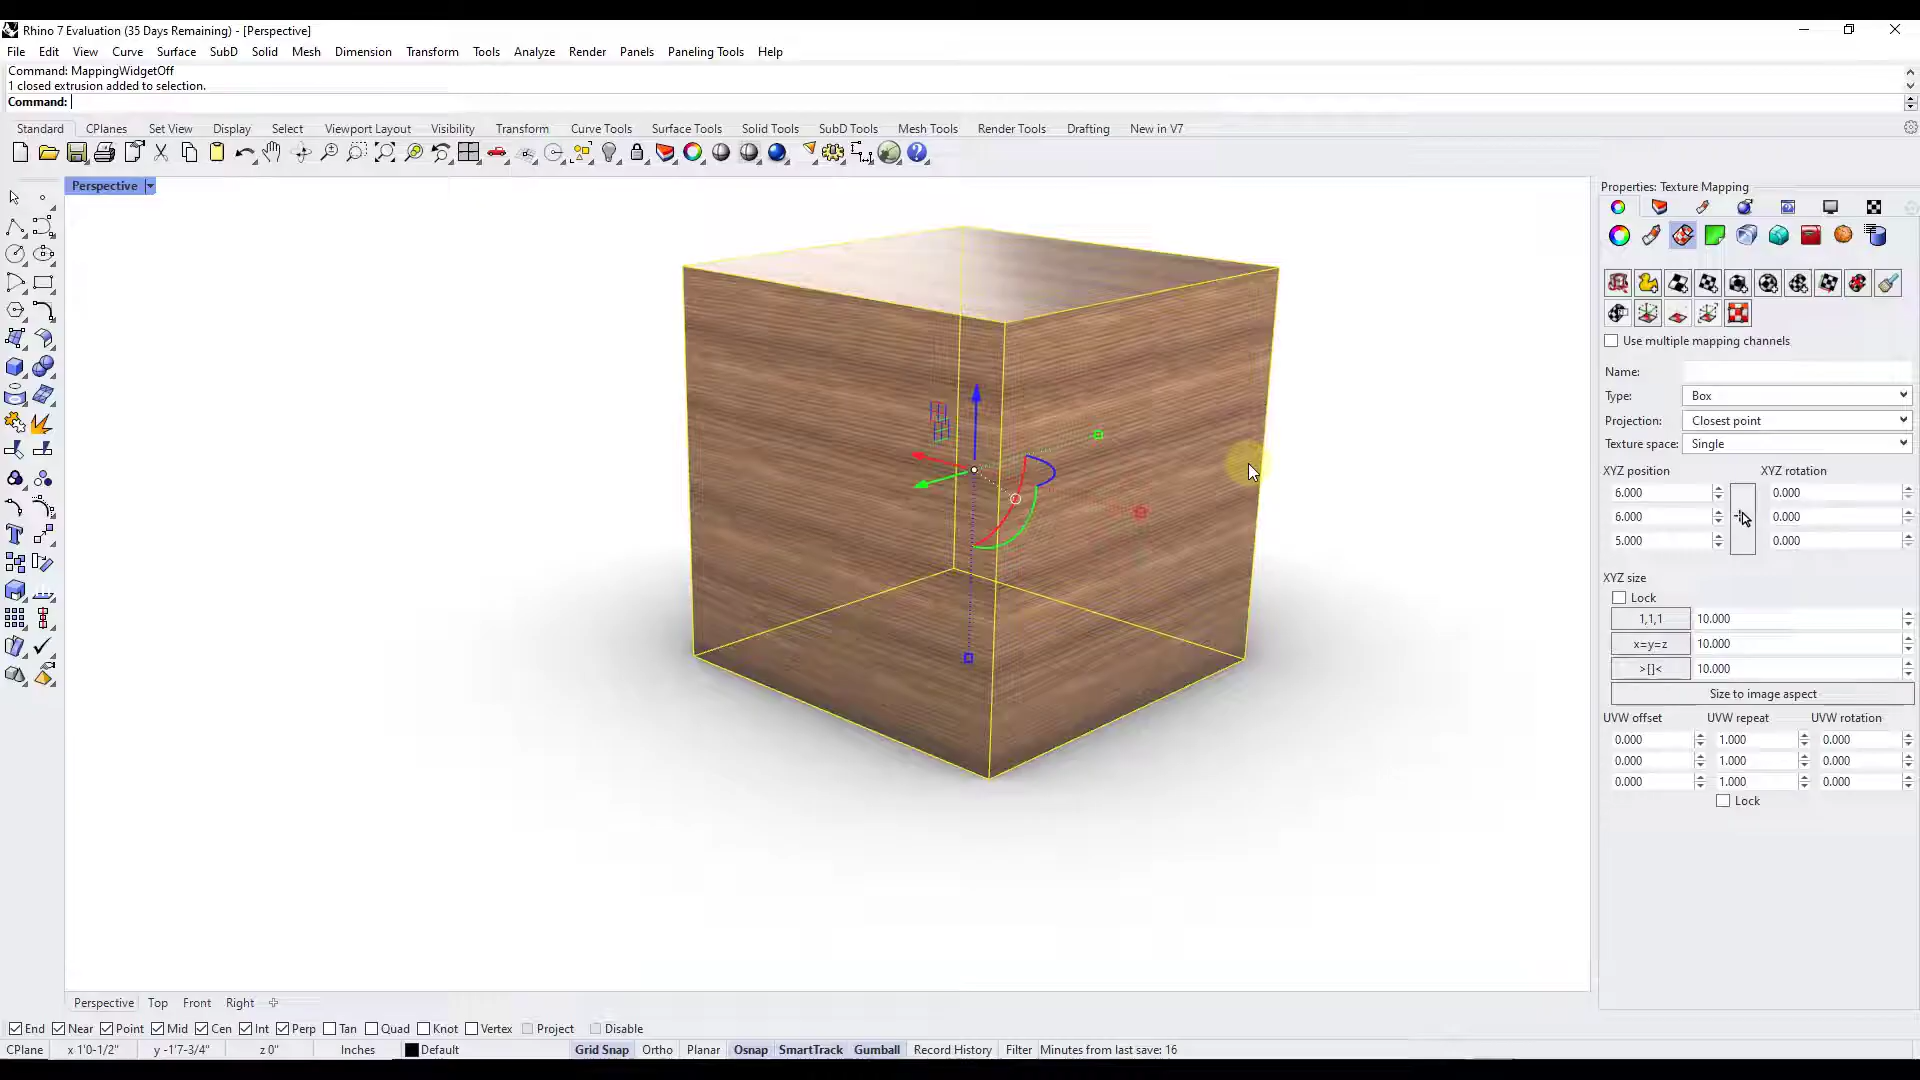 Rhino 7 Evaluation (35 Days Remaining) - [Perspective]
File Edit View Curve Surface SubD Solid Mesh Dimension Transform Tools Analyze Render Panels Paneling Tools Help
Command: MappingWidgetOff
1 closed extrusion added to selection.
Command:
Standard CPlanes Set View Display Select Viewport Layout Visibility Transform Curve Tools Surface Tools Solid Tools SubD Tools Mesh Tools Render Tools Drafting New in V7
Perspective
Properties: Texture Mapping
Use multiple mapping channels
Name:
Type: Box
Projection: Closest point
Texture space: Single
XYZ position XYZ rotation
6.000 0.000
6.000 0.000
5.000 0.000
XYZ size
Lock
1,1,1 10.000
x=y=z 10.000
>[]< 10.000
Size to image aspect
UVW offset UVW repeat UVW rotation
0.000 1.000 0.000
0.000 1.000 0.000
0.000 1.000 0.000
Lock
Perspective Top Front Right
End Near Point Mid Cen Int Perp Tan Quad Knot Vertex Project Disable
CPlane x 1'0-1/2" y -1'7-3/4" z 0" Inches Default Grid Snap Ortho Planar Osnap SmartTrack Gumball Record History Filter Minutes from last save: 16